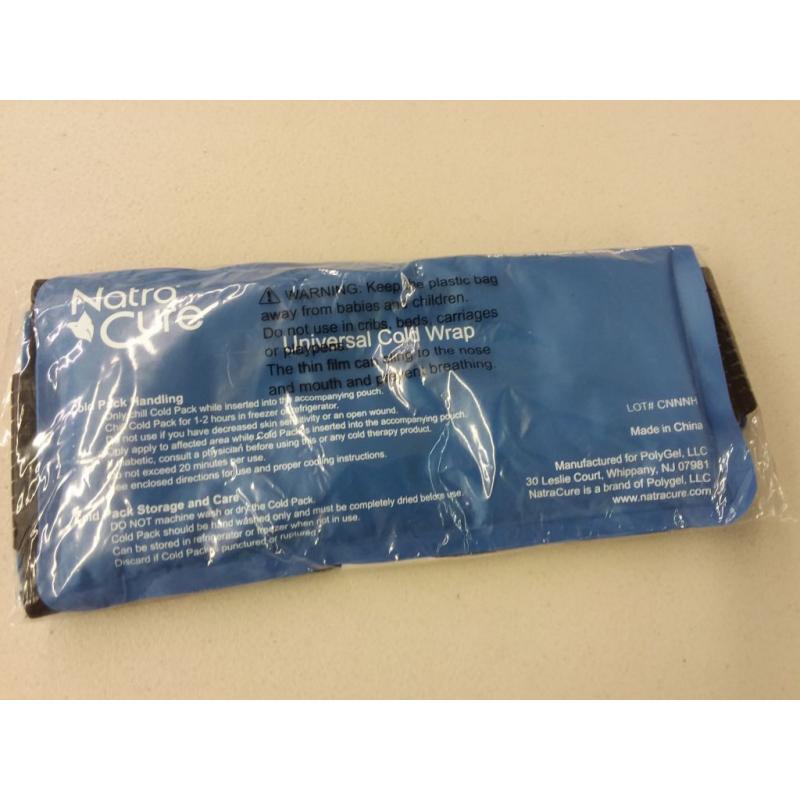 Natra
Cure
WARNING: Keep the plastic bag
away from babies and children.
Do not use in cribs, beds, carriages
or playpens.
The thin film can cling to the nose
and mouth and prevent breathing.
Universal Cold Wrap
Cold Pack Handling
Only chill Cold Pack while inserted into the accompanying pouch.
Chill Cold Pack for 1-2 hours in freezer or refrigerator.
Do not use if you have decreased skin sensitivity or an open wound.
Only apply to affected area while Cold Pack is inserted into the accompanying pouch.
If diabetic, consult a physician before using the or any cold therapy product.
Do not exceed 20 minutes per use.
See enclosed directions for use and proper cooling instructions.
Cold Pack Storage and Care
DO NOT machine wash or dry the Cold Pack.
Cold Pack should be hand washed only and must be completely dried before use.
Can be stored in refrigerator or freezer when not in use.
Discard if Cold Pack is punctured or ruptured.
LOT# CNNNH
Made in China
Manufactured for PolyGel, LLC
30 Leslie Court, Whippany, NJ 07981
NatraCure is a brand of Polygel, LLC
www.natracure.com